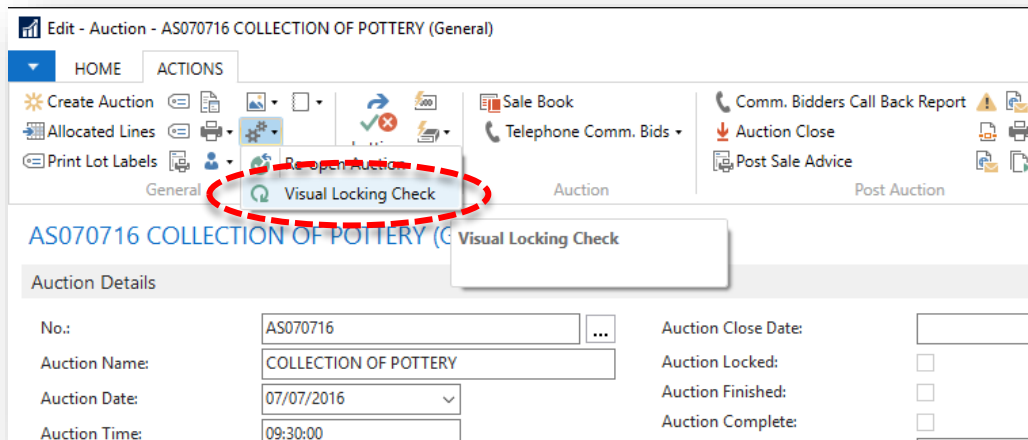 Edit - Auction - AS070716 COLLECTION OF POTTERY (General)
HOME ACTIONS
Create Auction
Sale Book
Comm. Bidders Call Back Report
Allocated Lines
Telephone Comm. Bids
Auction Close
Print Lot Labels
Re-open Auction
Post Sale Advice
General
Visual Locking Check
Auction
Post Auction
AS070716 COLLECTION OF POTTERY (G
Visual Locking Check
Auction Details
No.: AS070716 ... Auction Close Date:
Auction Name: COLLECTION OF POTTERY Auction Locked:
Auction Date: 07/07/2016 Auction Finished:
Auction Time: 09:30:00 Auction Complete: